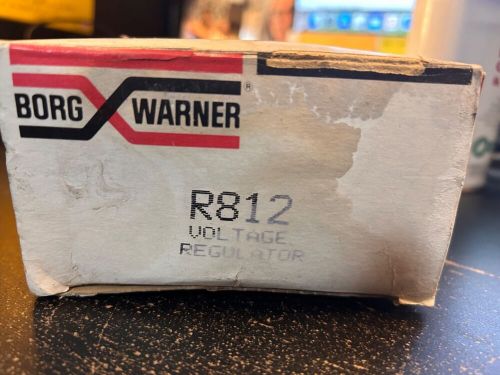 BORG WARNER ®
R812
VOLTAGE
REGULATOR